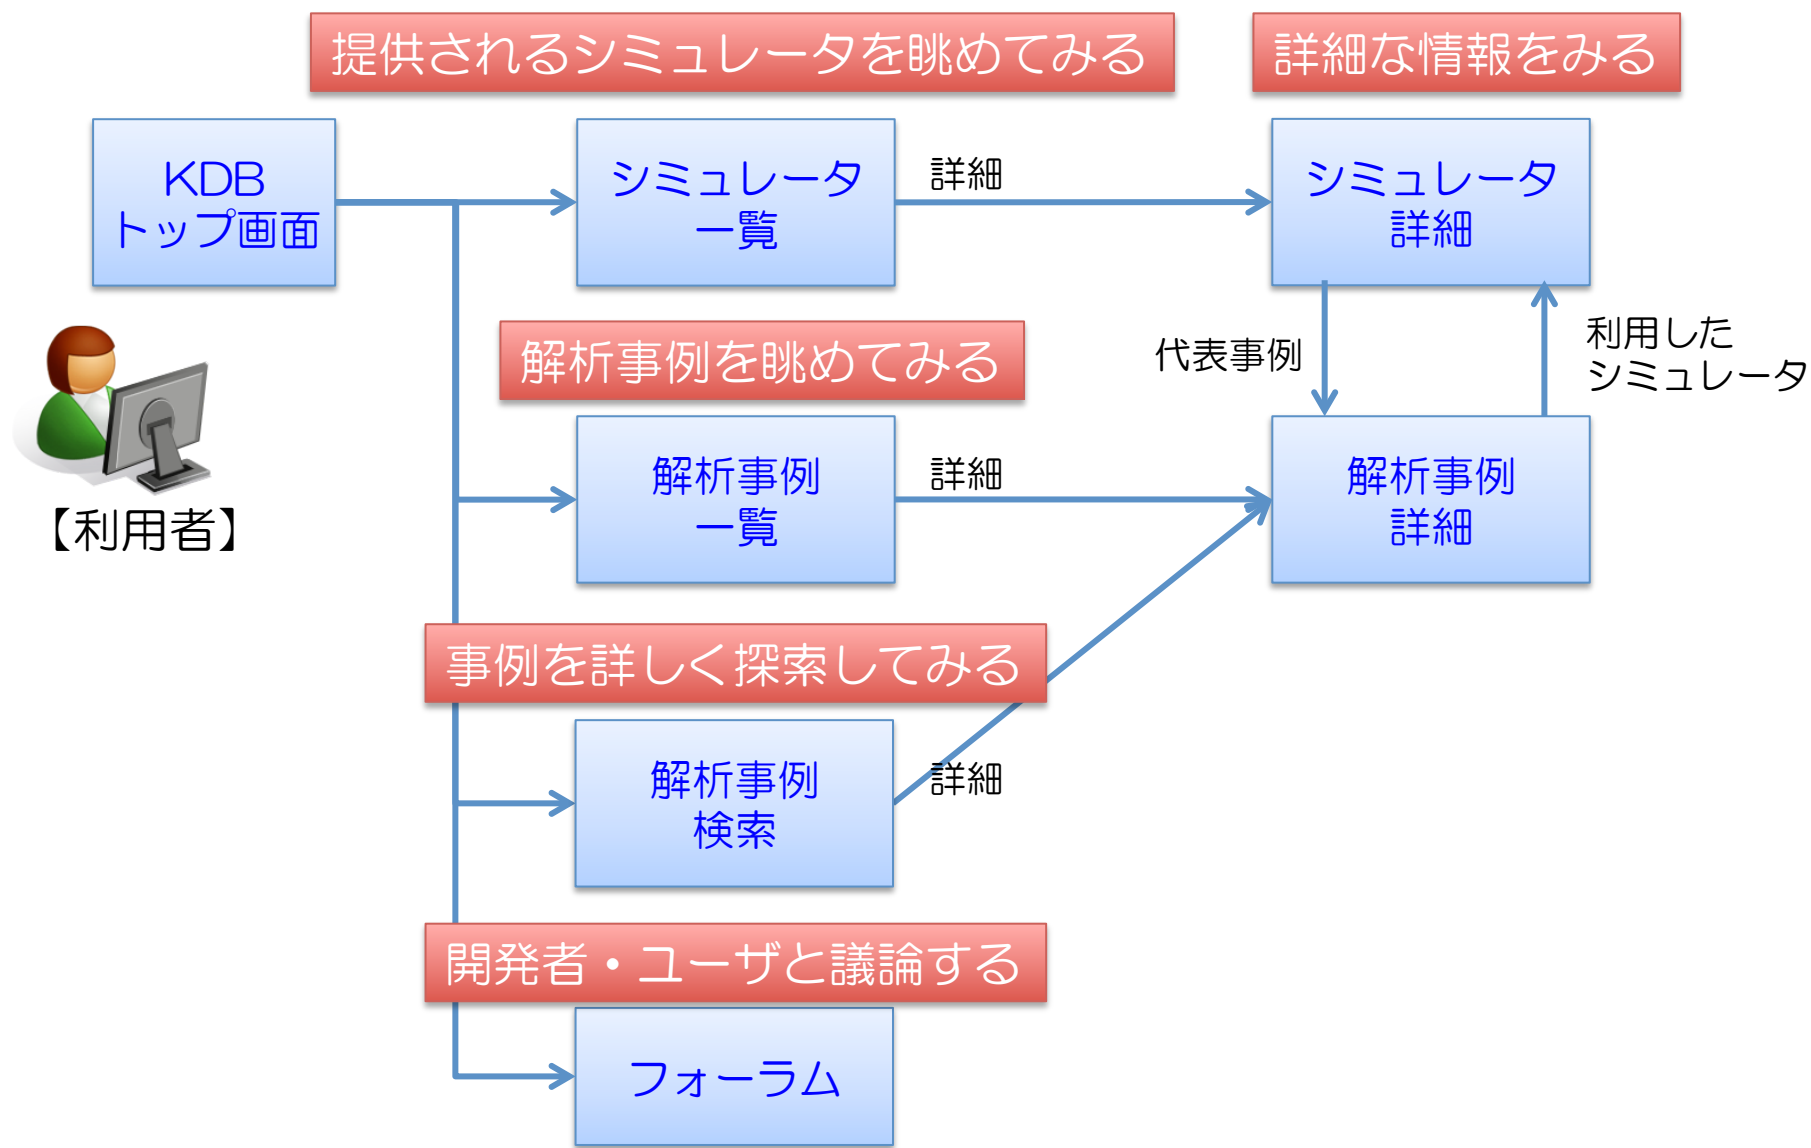 提供されるシミュレータを眺めてみる
詳細な情報をみる
KDB
トップ画面
シミュレータ
一覧
詳細
シミュレータ
詳細
【利用者】
解析事例を眺めてみる
代表事例
利用した
シミュレータ
解析事例
一覧
詳細
解析事例
詳細
事例を詳しく探索してみる
解析事例
検索
詳細
開発者・ユーザと議論する
フォーラム